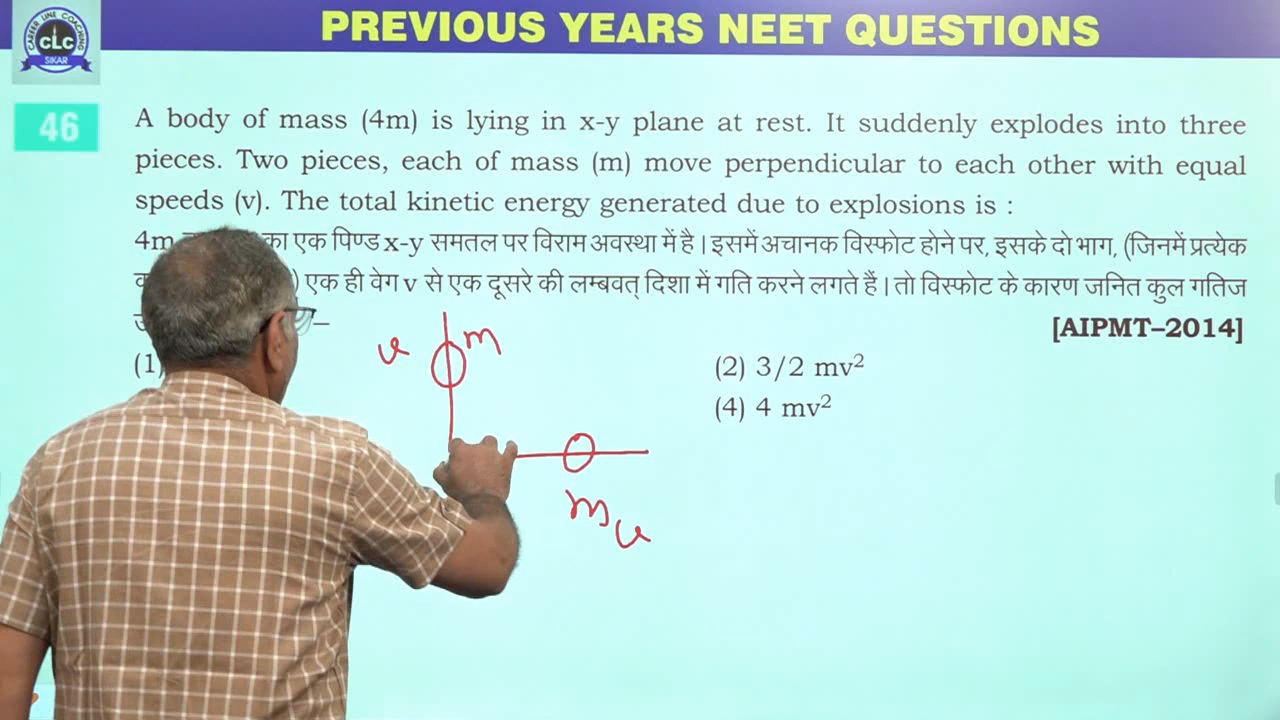 PREVIOUS YEARS NEET QUESTIONS
CAREER LINE COACHING
CLC
SIKAR
46
A body of mass (4m) is lying in x-y plane at rest. It suddenly explodes into three
pieces. Two pieces, each of mass (m) move perpendicular to each other with equal
speeds (v). The total kinetic energy generated due to explosions is :
4m का एक पिण्ड x-y समतल पर विराम अवस्था में है। इसमें अचानक विस्फोट होने पर, इसके दो भाग, (जिनमें प्रत्येक
) एक ही वेग v से एक दूसरे की लम्बवत् दिशा में गति करने लगते हैं। तो विस्फोट के कारण जनित कुल गतिज
–
[AIPMT–2014]
(1)
(2) 3/2 mv²
(4) 4 mv²
v m
m
v